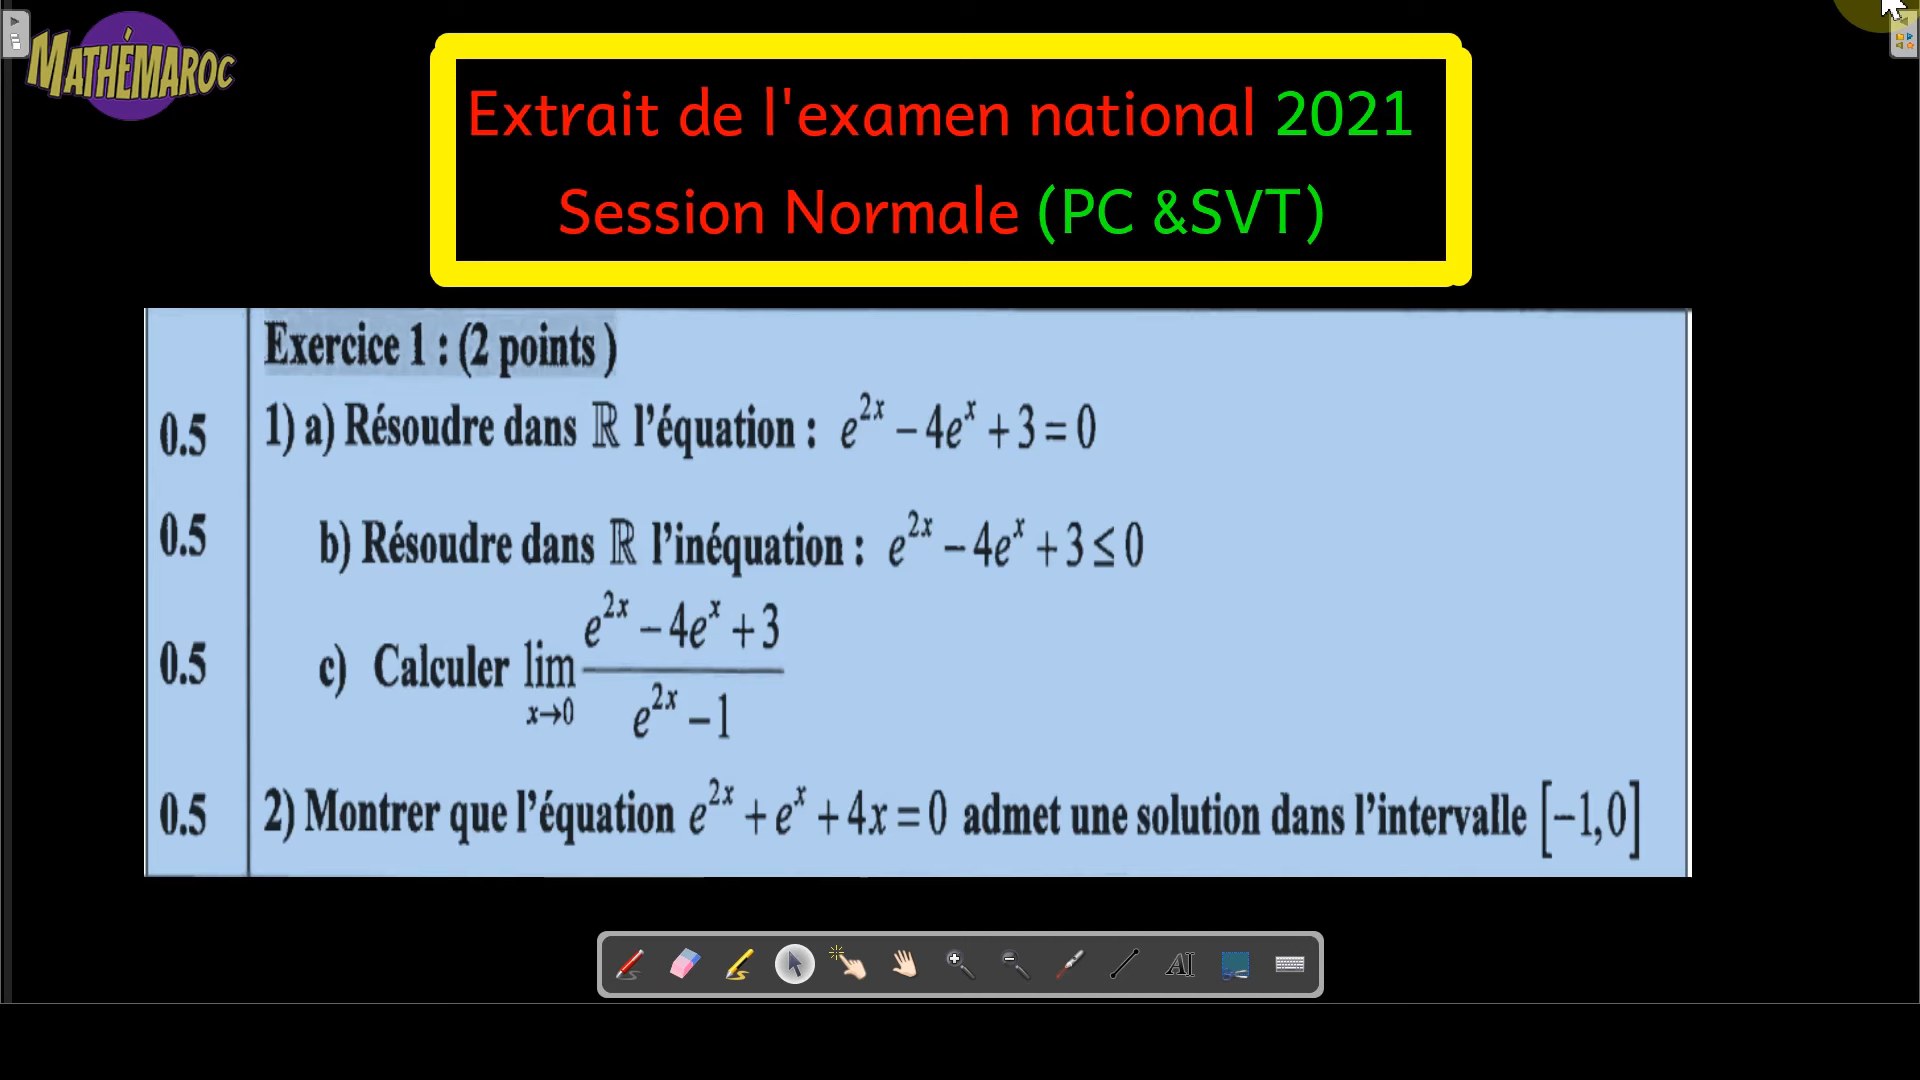 MATHÉMAROC
Extrait de l'examen national 2021
Session Normale (PC &SVT)
Exercice 1 : (2 points )
0.5 1) a) Résoudre dans ℝ l'équation : e^{2x} − 4e^{x} + 3 = 0
0.5 b) Résoudre dans ℝ l'inéquation : e^{2x} − 4e^{x} + 3 ≤ 0
0.5 c) Calculer lim_{x→0} (e^{2x} − 4e^{x} + 3)/(e^{2x} − 1)
0.5 2) Montrer que l'équation e^{2x} + e^{x} + 4x = 0 admet une solution dans l'intervalle [−1,0]
AI